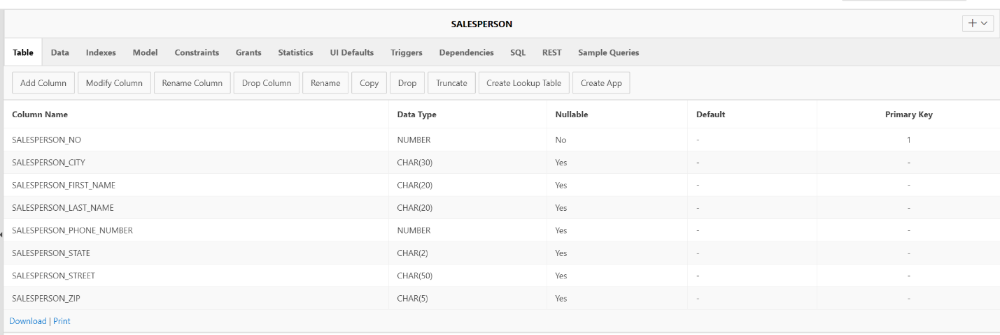 SALESPERSON
Table Data Indexes Model Constraints Grants Statistics UI Defaults Triggers Dependencies SQL REST Sample Queries
Add Column Modify Column Rename Column Drop Column Rename Copy Drop Truncate Create Lookup Table Create App
Column Name Data Type Nullable Default Primary Key
SALESPERSON_NO NUMBER No - 1
SALESPERSON_CITY CHAR(30) Yes - -
SALESPERSON_FIRST_NAME CHAR(20) Yes - -
SALESPERSON_LAST_NAME CHAR(20) Yes - -
SALESPERSON_PHONE_NUMBER NUMBER Yes - -
SALESPERSON_STATE CHAR(2) Yes - -
SALESPERSON_STREET CHAR(50) Yes - -
SALESPERSON_ZIP CHAR(5) Yes - -
Download | Print